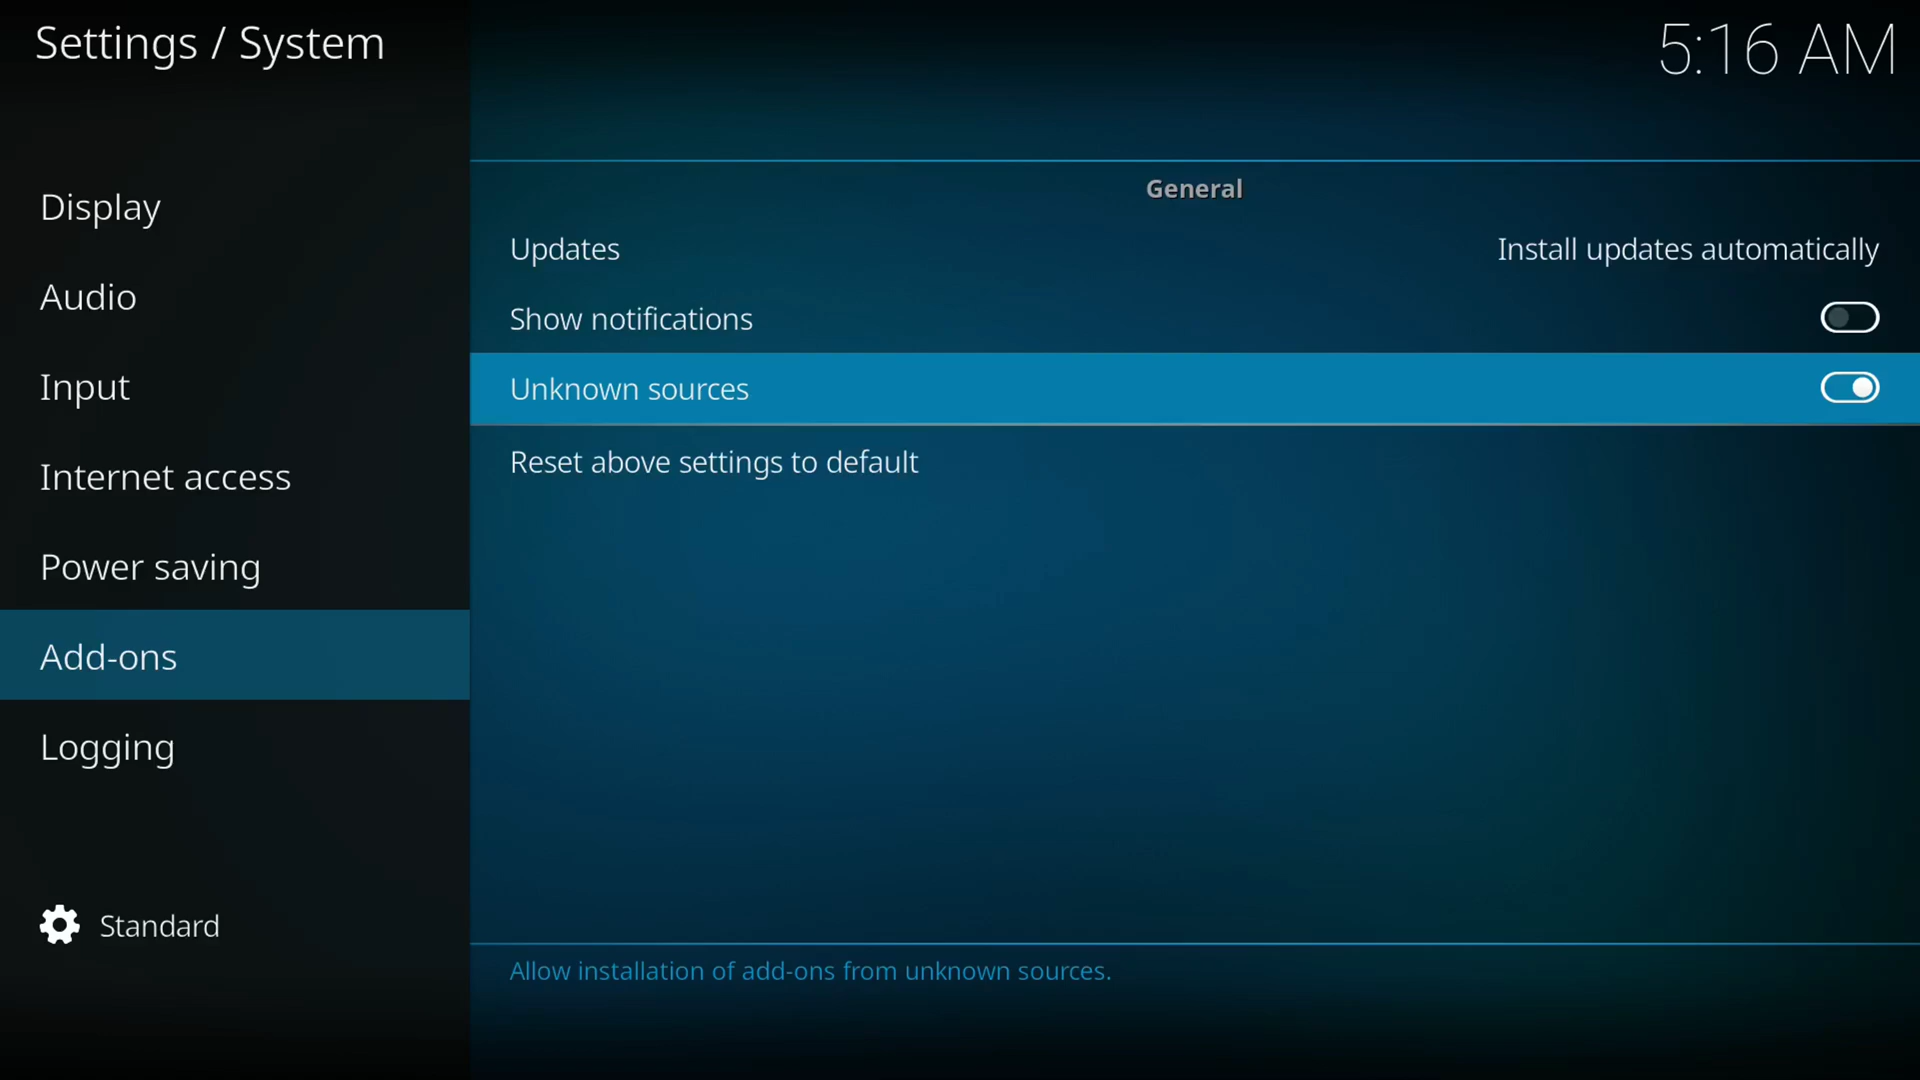 Settings / System
5:16 AM
Display
Audio
Input
Internet access
Power saving
Add-ons
Logging
Standard
General
Updates Install updates automatically
Show notifications
Unknown sources
Reset above settings to default
Allow installation of add-ons from unknown sources.